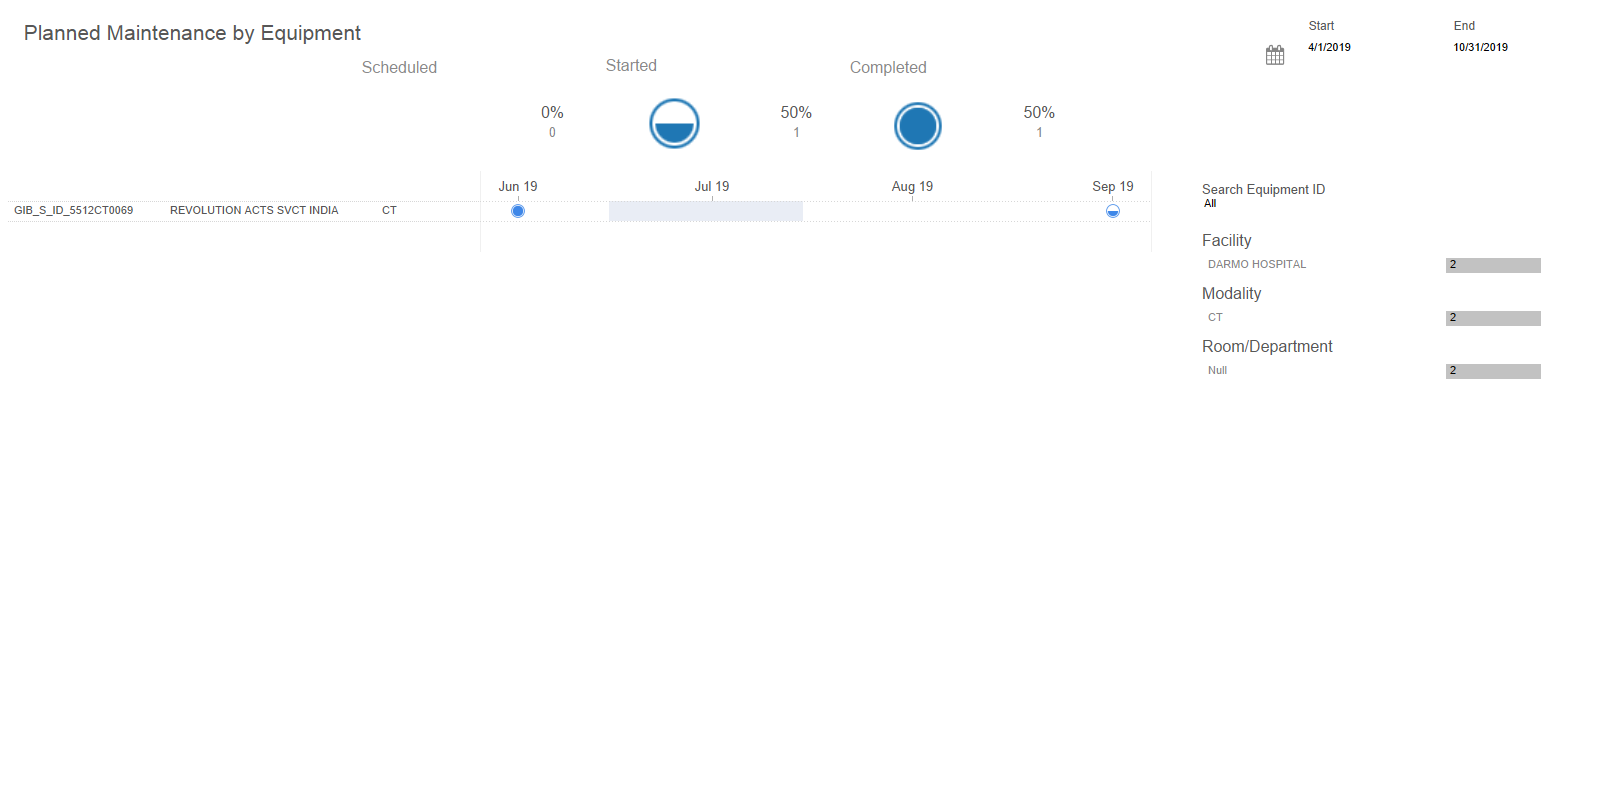 Planned Maintenance by Equipment
Start
End
4/1/2019
10/31/2019
Scheduled
Started
Completed
0%
0
50%
1
50%
1
Jun 19
Jul 19
Aug 19
Sep 19
GIB_S_ID_5512CT0069 REVOLUTION ACTS SVCT INDIA CT
Search Equipment ID
All
Facility
DARMO HOSPITAL 2
Modality
CT 2
Room/Department
Null 2